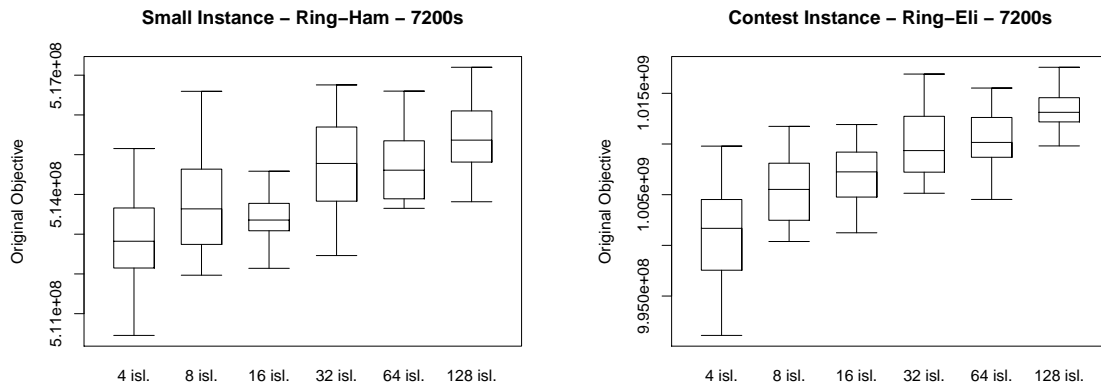 Small Instance − Ring−Ham − 7200s
Original Objective
5.11e+08 5.14e+08 5.17e+08
4 isl. 8 isl. 16 isl. 32 isl. 64 isl. 128 isl.
Contest Instance − Ring−Eli − 7200s
Original Objective
9.950e+08 1.005e+09 1.015e+09
4 isl. 8 isl. 16 isl. 32 isl. 64 isl. 128 isl.